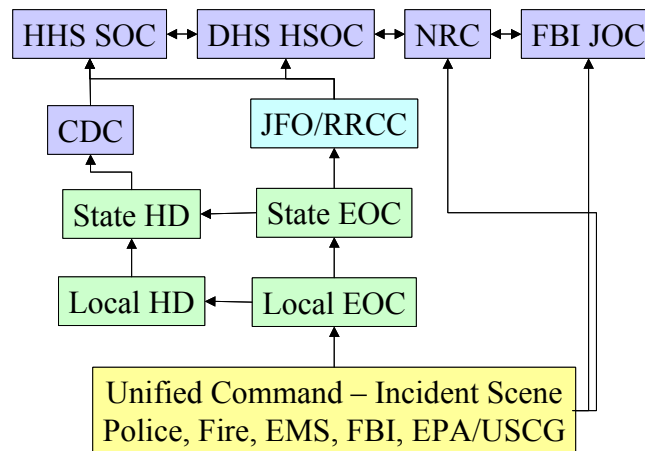 HHS SOC
DHS HSOC
NRC
FBI JOC
CDC
JFO/RRCC
State HD
State EOC
Local HD
Local EOC
Unified Command – Incident Scene
Police, Fire, EMS, FBI, EPA/USCG